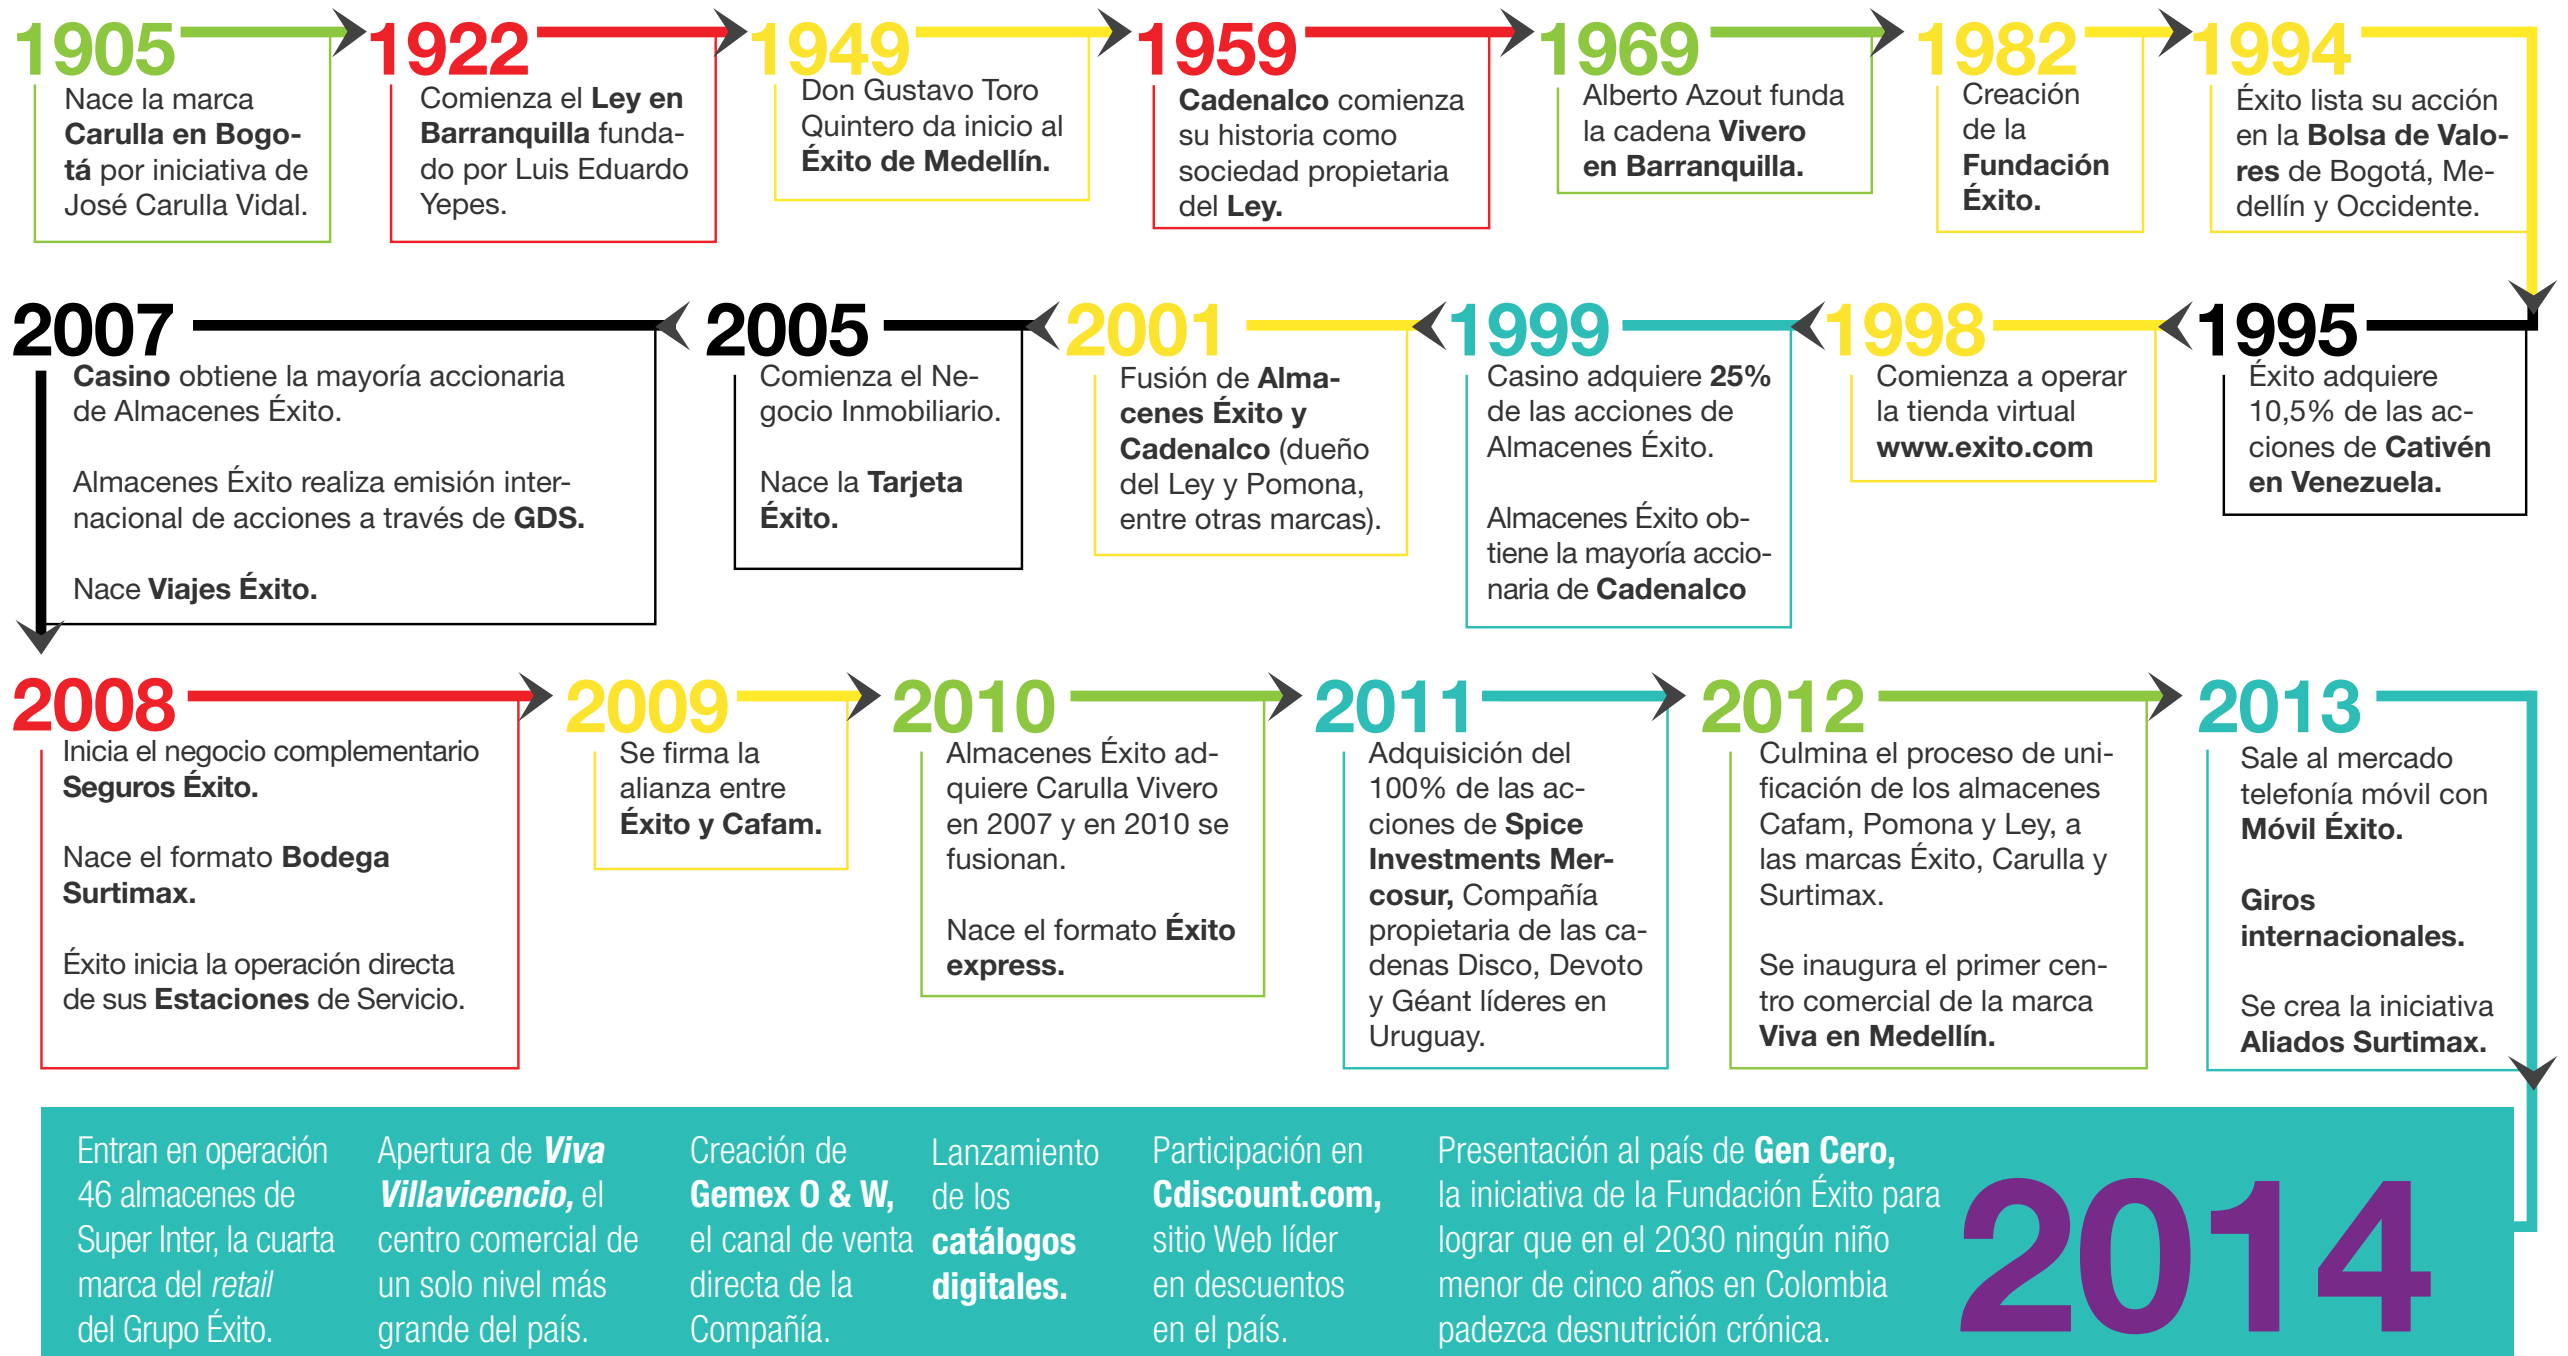 1905
Nace la marca
Carulla en Bogo-
tá por iniciativa de
José Carulla Vidal.
1922
Comienza el Ley en
Barranquilla funda-
do por Luis Eduardo
Yepes.
1949
Don Gustavo Toro
Quintero da inicio al
Éxito de Medellín.
1959
Cadenalco comienza
su historia como
sociedad propietaria
del Ley.
1969
Alberto Azout funda
la cadena Vivero
en Barranquilla.
1982
Creación
de la
Fundación
Éxito.
1994
Éxito lista su acción
en la Bolsa de Valo-
res de Bogotá, Me-
dellín y Occidente.
1995
Éxito adquiere
10,5% de las ac-
ciones de Cativén
en Venezuela.
1998
Comienza a operar
la tienda virtual
www.exito.com
1999
Casino adquiere 25%
de las acciones de
Almacenes Éxito.
Almacenes Éxito ob-
tiene la mayoría accio-
naria de Cadenalco
2001
Fusión de Alma-
cenes Éxito y
Cadenalco (dueño
del Ley y Pomona,
entre otras marcas).
2005
Comienza el Ne-
gocio Inmobiliario.
Nace la Tarjeta
Éxito.
2007
Casino obtiene la mayoría accionaria
de Almacenes Éxito.
Almacenes Éxito realiza emisión inter-
nacional de acciones a través de GDS.
Nace Viajes Éxito.
2008
Inicia el negocio complementario
Seguros Éxito.
Nace el formato Bodega
Surtimax.
Éxito inicia la operación directa
de sus Estaciones de Servicio.
2009
Se firma la
alianza entre
Éxito y Cafam.
2010
Almacenes Éxito ad-
quiere Carulla Vivero
en 2007 y en 2010 se
fusionan.
Nace el formato Éxito
express.
2011
Adquisición del
100% de las ac-
ciones de Spice
Investments Mer-
cosur, Compañía
propietaria de las ca-
denas Disco, Devoto
y Géant líderes en
Uruguay.
2012
Culmina el proceso de uni-
ficación de los almacenes
Cafam, Pomona y Ley, a
las marcas Éxito, Carulla y
Surtimax.
Se inaugura el primer cen-
tro comercial de la marca
Viva en Medellín.
2013
Sale al mercado
telefonía móvil con
Móvil Éxito.
Giros
internacionales.
Se crea la iniciativa
Aliados Surtimax.
Entran en operación
46 almacenes de
Super Inter, la cuarta
marca del retail
del Grupo Éxito.
Apertura de Viva
Villavicencio, el
centro comercial de
un solo nivel más
grande del país.
Creación de
Gemex O & W,
el canal de venta
directa de la
Compañía.
Lanzamiento
de los
catálogos
digitales.
Participación en
Cdiscount.com,
sitio Web líder
en descuentos
en el país.
Presentación al país de Gen Cero,
la iniciativa de la Fundación Éxito para
lograr que en el 2030 ningún niño
menor de cinco años en Colombia
padezca desnutrición crónica.
2014